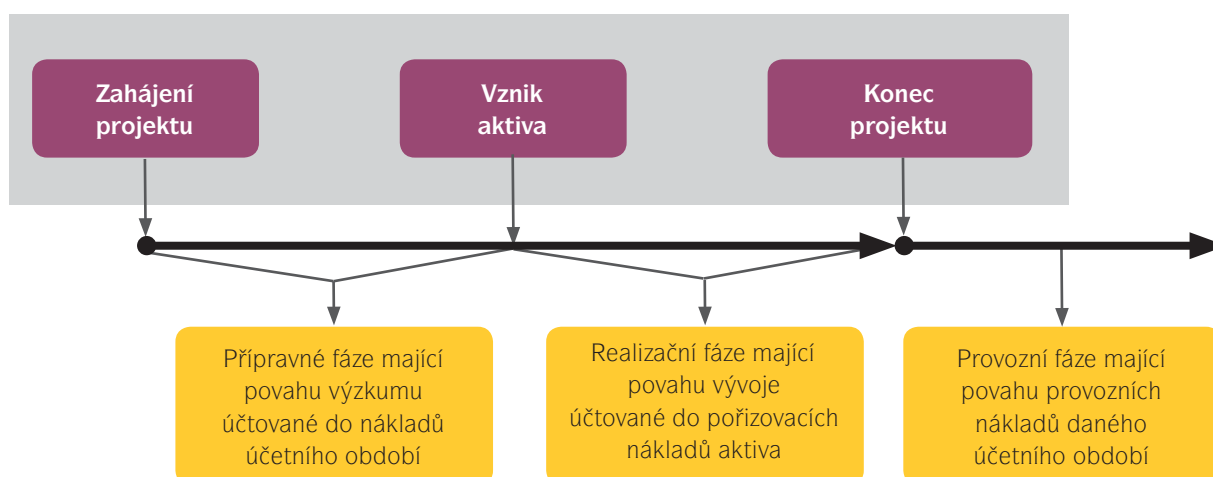 Zahájení
projektu
Vznik
aktiva
Konec
projektu
Přípravné fáze mající
povahu výzkumu
účtované do nákladů
účetního období
Realizační fáze mající
povahu vývoje
účtované do pořizovacích
nákladů aktiva
Provozní fáze mající
povahu provozních
nákladů daného
účetního období